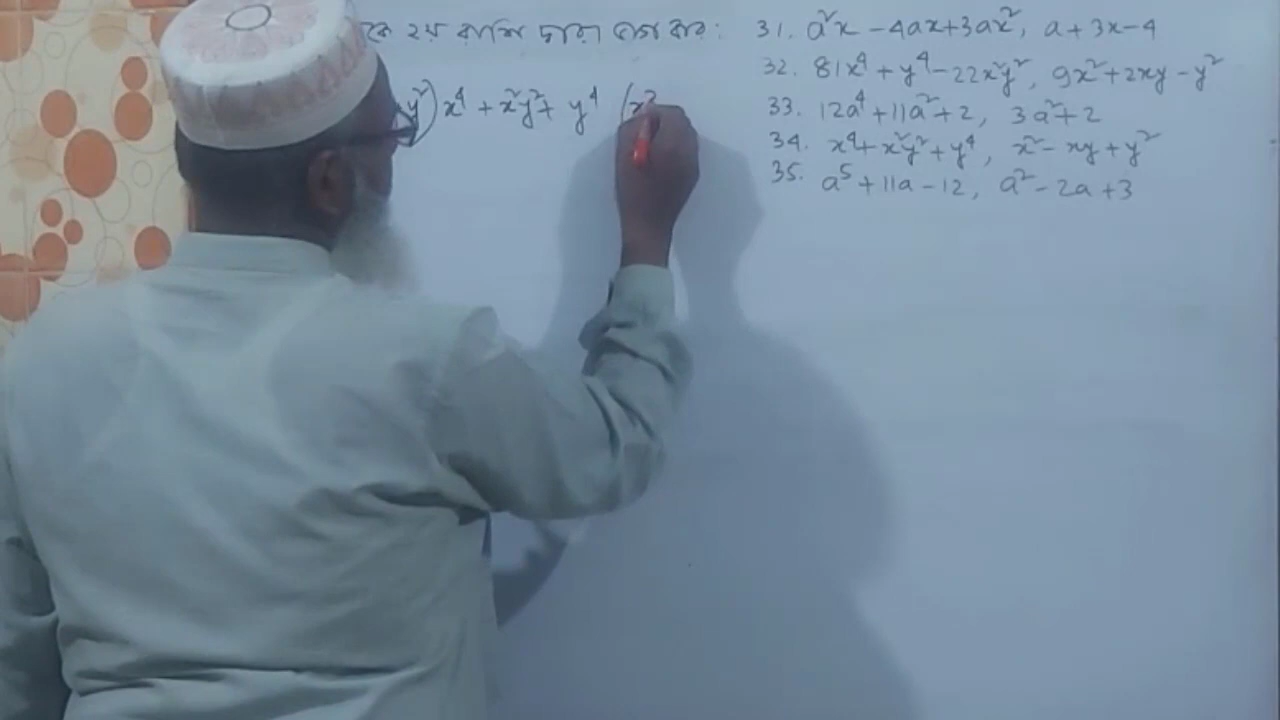 কে ২য় রাশি দ্বারা ভাগ কর:
y²) x⁴ + x²y² + y⁴ (x²
31. a²x - 4ax + 3ax², a + 3x - 4
32. 81x⁴ + y⁴ - 22x²y², 9x² + 2xy - y²
33. 12a⁴ + 11a² + 2, 3a² + 2
34. x⁴ + x²y² + y⁴, x² - xy + y²
35. a⁵ + 11a - 12, a² - 2a + 3